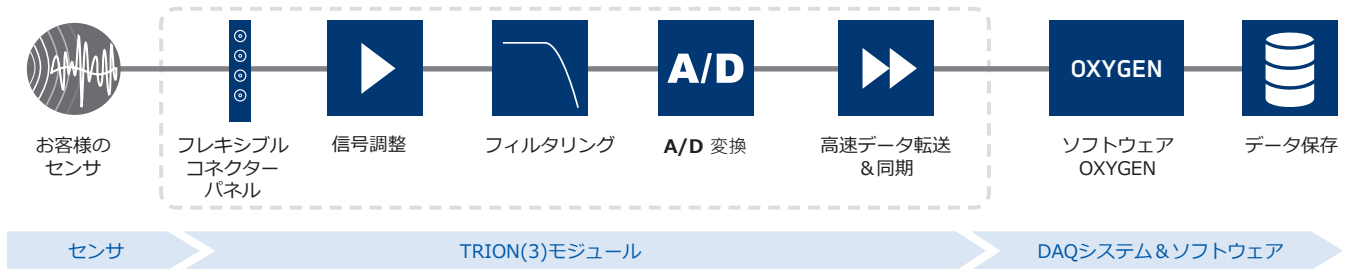 A/D
OXYGEN
お客様の
センサ
フレキシブル
コネクター
パネル
信号調整
フィルタリング
A/D 変換
高速データ転送
＆同期
ソフトウェア
OXYGEN
データ保存
センサ
TRION(3)モジュール
DAQシステム＆ソフトウェア